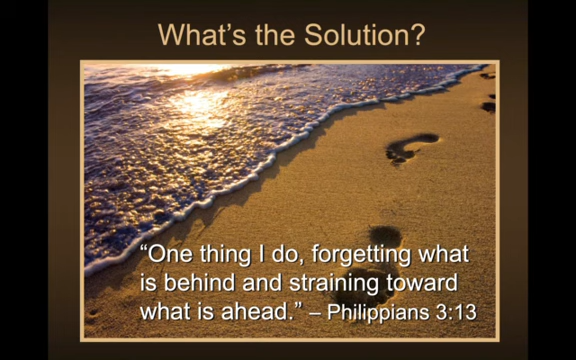 What’s the Solution?
“One thing I do, forgetting what
is behind and straining toward
what is ahead.” – Philippians 3:13